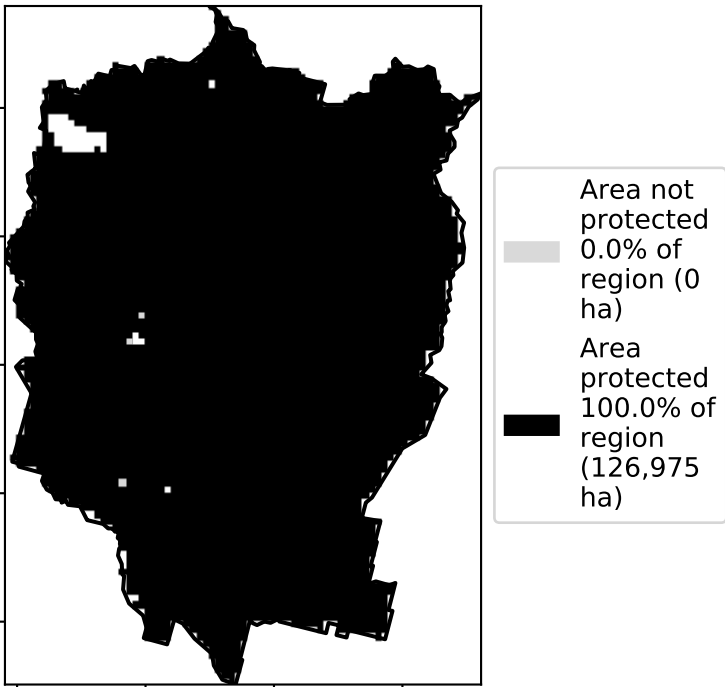 Area not
protected
0.0% of
region (0
ha)
Area
protected
100.0% of
region
(126,975
ha)